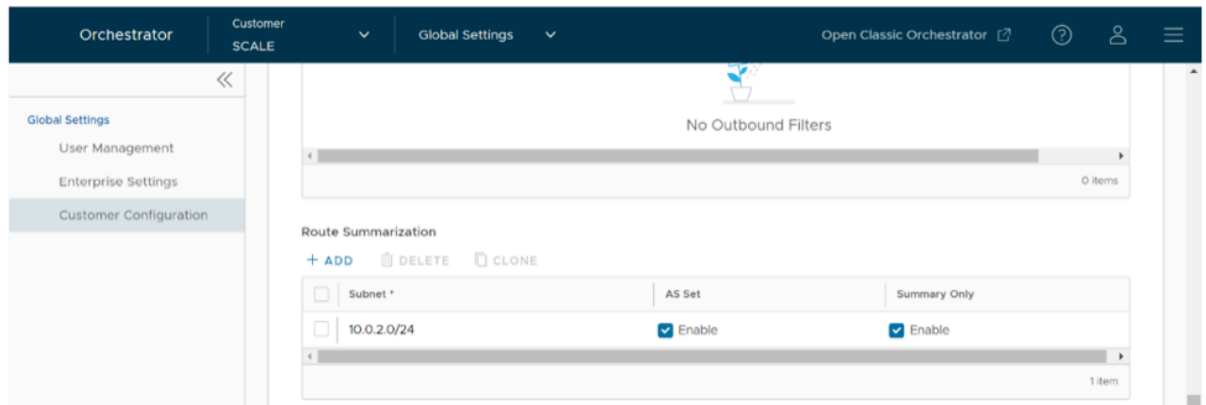 Orchestrator
Customer
SCALE
Global Settings
Open Classic Orchestrator
Global Settings
User Management
Enterprise Settings
Customer Configuration
No Outbound Filters
0 items
Route Summarization
+ ADD DELETE CLONE
Subnet * AS Set Summary Only
10.0.2.0/24 Enable Enable
1 item